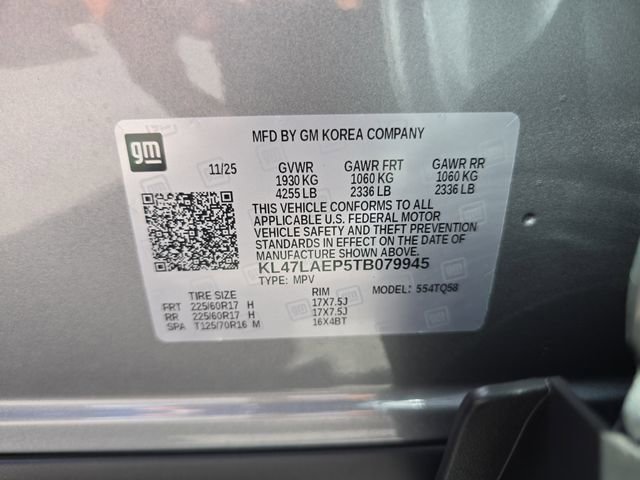 gm
MFD BY GM KOREA COMPANY
11/25 GVWR GAWR FRT GAWR RR
1930 KG 1060 KG 1060 KG
4255 LB 2336 LB 2336 LB
THIS VEHICLE CONFORMS TO ALL
APPLICABLE U.S. FEDERAL MOTOR
VEHICLE SAFETY AND THEFT PREVENTION
STANDARDS IN EFFECT ON THE DATE OF
MANUFACTURE SHOWN ABOVE.
KL47LAEP5TB079945
TYPE: MPV MODEL: 554TQ58
TIRE SIZE RIM
FRT 225/60R17 H 17X7.5J
RR 225/60R17 H 17X7.5J
SPA T125/70R16 M 16X4BT